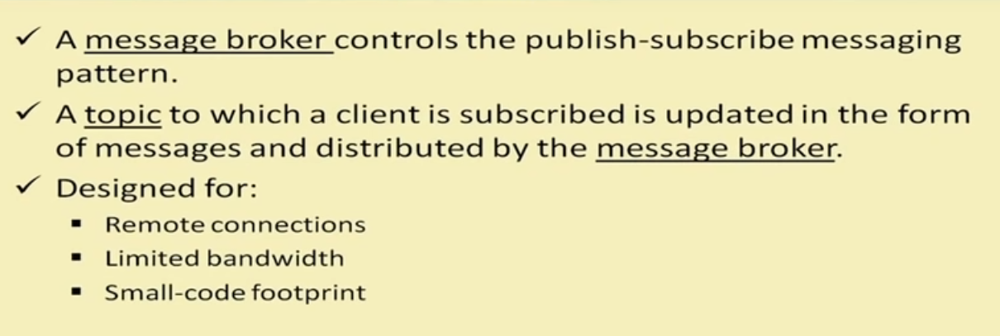 ✓ A message broker controls the publish-subscribe messaging
pattern.
✓ A topic to which a client is subscribed is updated in the form
of messages and distributed by the message broker.
✓ Designed for:
▪ Remote connections
▪ Limited bandwidth
▪ Small-code footprint